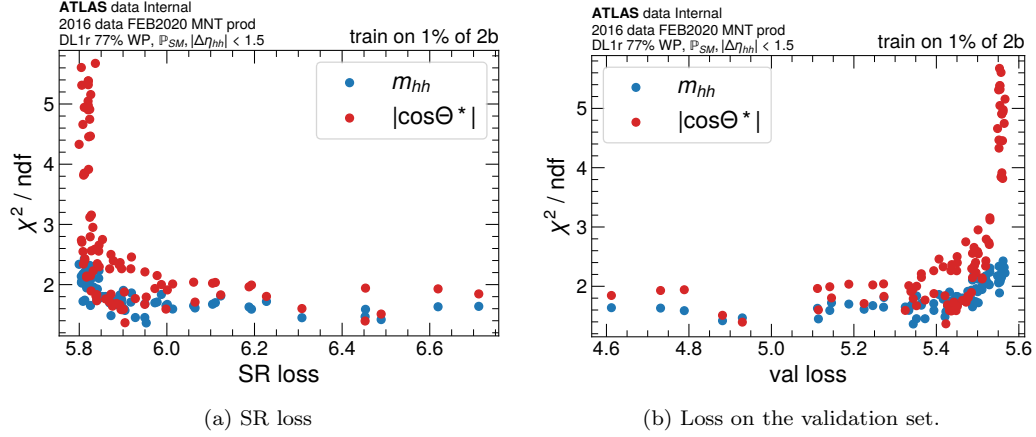 ATLAS data Internal
2016 data FEB2020 MNT prod
DL1r 77% WP, ℙ_SM, |Δη_hh| < 1.5
train on 1% of 2b
m_hh
|cosΘ*|
χ² / ndf
5
4
3
2
5.8 6.0 6.2 6.4 6.6
SR loss
(a) SR loss
ATLAS data Internal
2016 data FEB2020 MNT prod
DL1r 77% WP, ℙ_SM, |Δη_hh| < 1.5
train on 1% of 2b
m_hh
|cosΘ*|
χ² / ndf
5
4
3
2
4.6 4.8 5.0 5.2 5.4 5.6
val loss
(b) Loss on the validation set.